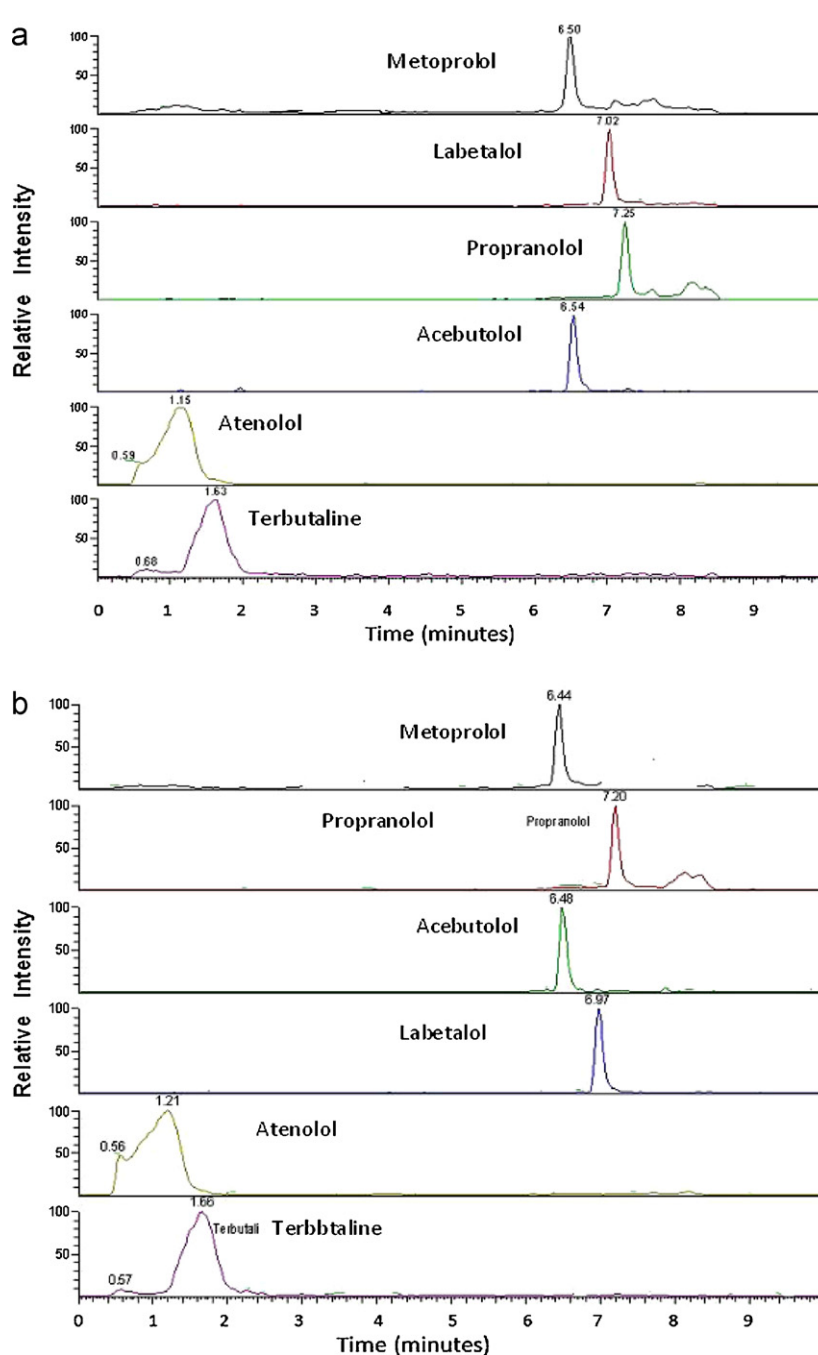 a
6.50
100
50
Metoprolol
7.02
100
50
Labetalol
7.25
100
50
Propranolol
6.54
100
50
Acebutolol
1.15
100
50
0.59
Atenolol
1.63
100
50
0.68
Terbutaline
Relative Intensity
0 1 2 3 4 5 6 7 8 9
Time (minutes)
b
6.44
100
50
Metoprolol
7.20
100
50
Propranolol Propranolol
6.48
100
50
Acebutolol
6.97
100
50
Labetalol
1.21
100
50
0.56
Atenolol
1.66
100
50
Terbutali Terbbtaline
0.57
Relative Intensity
0 1 2 3 4 5 6 7 8 9
Time (minutes)